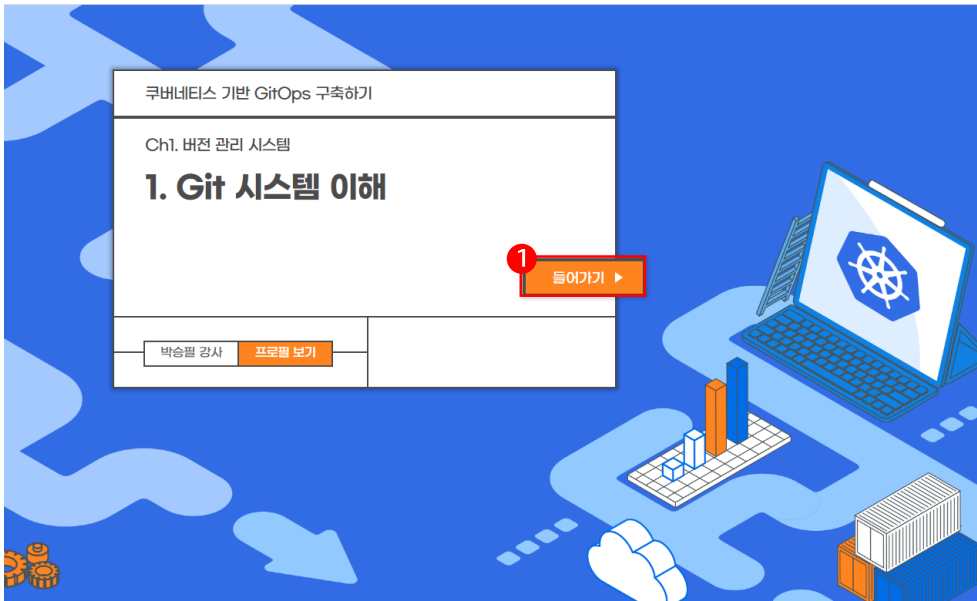 쿠버네티스 기반 GitOps 구축하기
Ch1. 버전 관리 시스템
1. Git 시스템 이해
1
들어가기
박승필 강사
프로필 보기